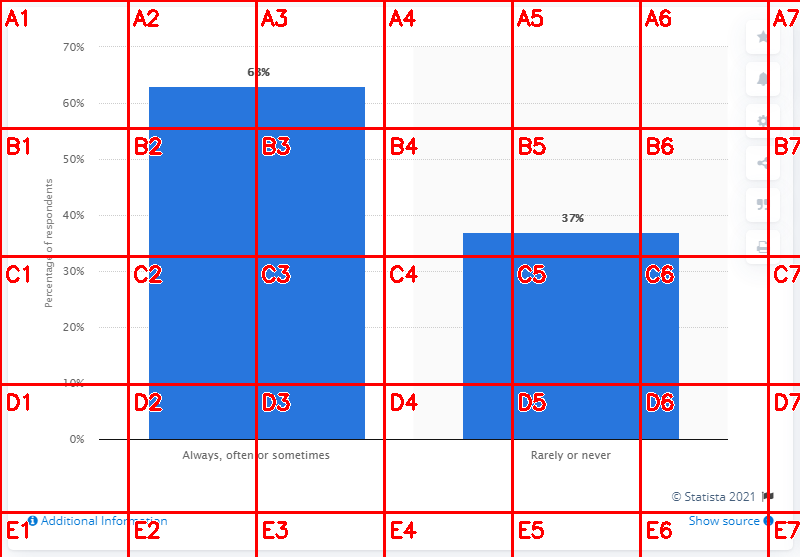 A1 A2 A3 A4 A5 A6 A7
70%
63%
60%
B1 B2 B3 B4 B5 B6 B7
50%
Percentage of respondents
40%
37%
C1 C2 C3 C4 C5 C6 C7
30%
20%
10%
D1 D2 D3 D4 D5 D6 D7
0%
Always, often or sometimes
Rarely or never
© Statista 2021
Additional Information
Show source
E1 E2 E3 E4 E5 E6 E7